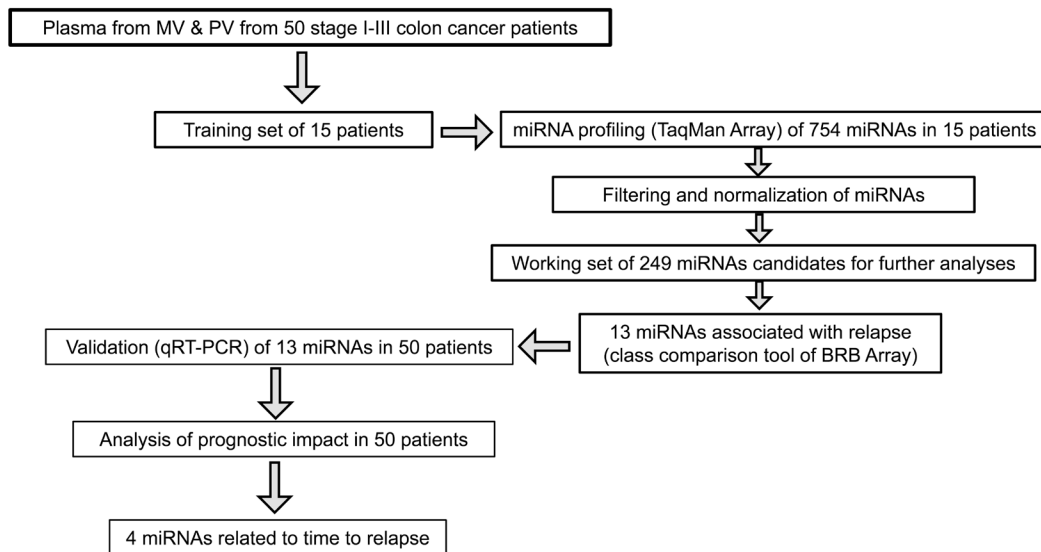 Plasma from MV & PV from 50 stage I-III colon cancer patients
Training set of 15 patients
miRNA profiling (TaqMan Array) of 754 miRNAs in 15 patients
Filtering and normalization of miRNAs
Working set of 249 miRNAs candidates for further analyses
13 miRNAs associated with relapse
(class comparison tool of BRB Array)
Validation (qRT-PCR) of 13 miRNAs in 50 patients
Analysis of prognostic impact in 50 patients
4 miRNAs related to time to relapse